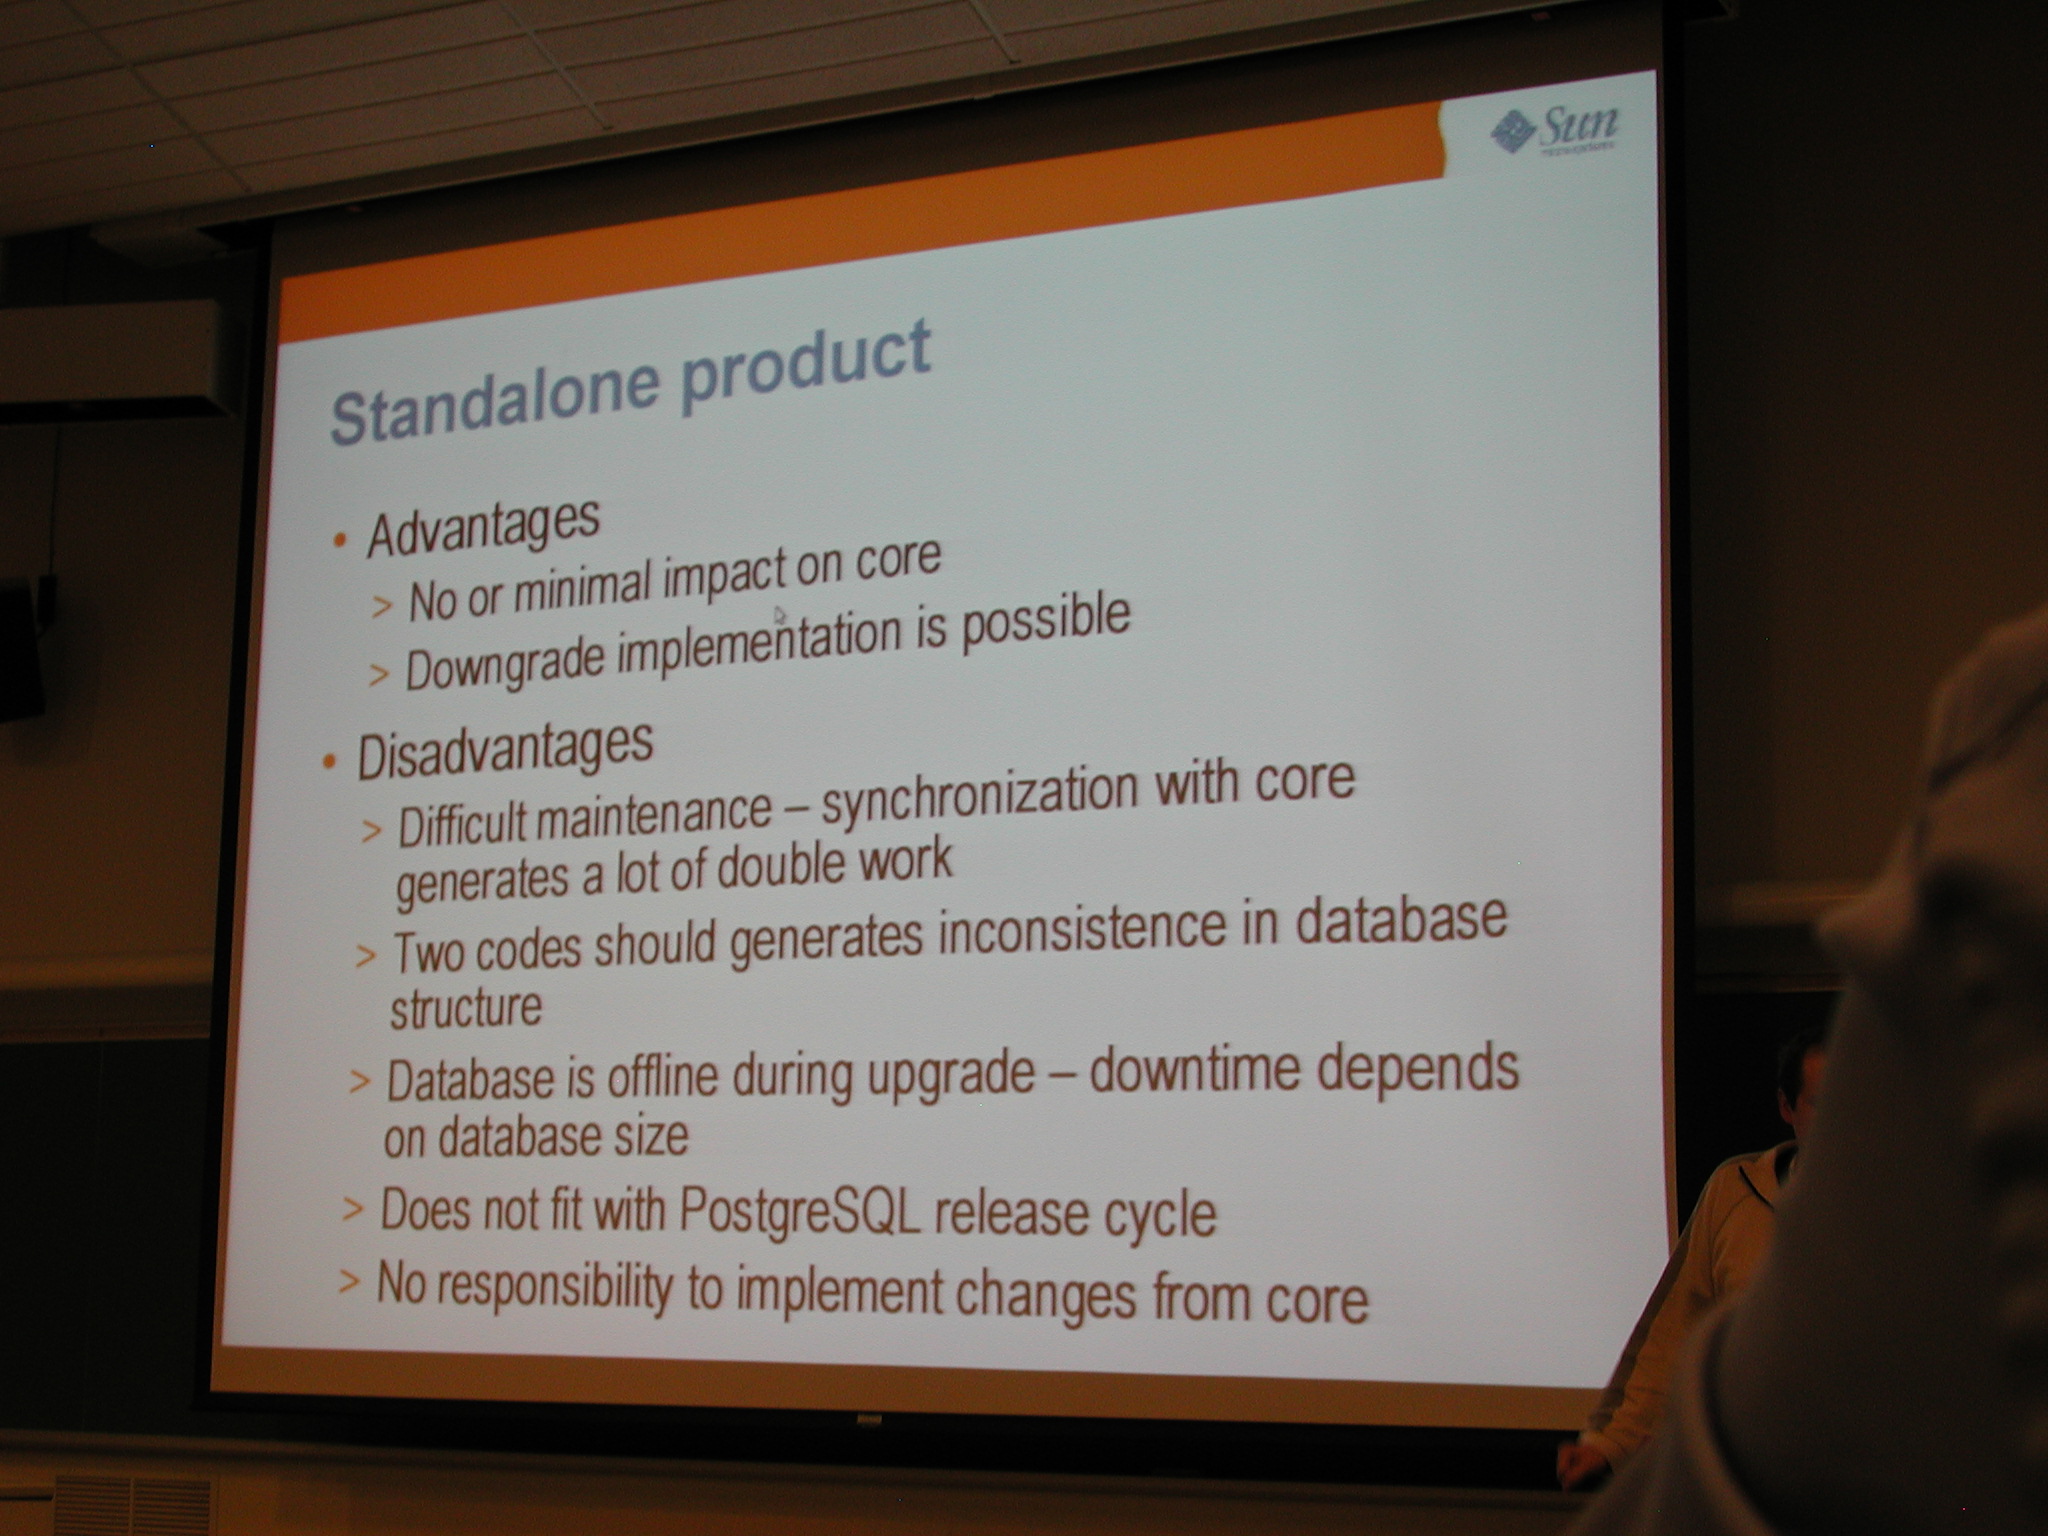 Sun
Standalone product
• Advantages
> No or minimal impact on core
> Downgrade implementation is possible
• Disadvantages
> Difficult maintenance – synchronization with core
generates a lot of double work
> Two codes should generates inconsistence in database
structure
> Database is offline during upgrade – downtime depends
on database size
> Does not fit with PostgreSQL release cycle
> No responsibility to implement changes from core